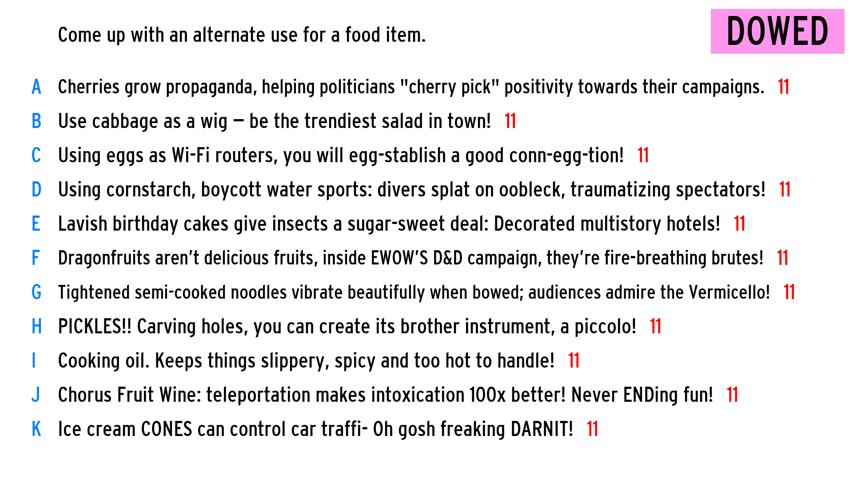 Come up with an alternate use for a food item.
DOWED
A Cherries grow propaganda, helping politicians "cherry pick" positivity towards their campaigns. 11
B Use cabbage as a wig – be the trendiest salad in town! 11
C Using eggs as Wi-Fi routers, you will egg-stablish a good conn-egg-tion! 11
D Using cornstarch, boycott water sports: divers splat on oobleck, traumatizing spectators! 11
E Lavish birthday cakes give insects a sugar-sweet deal: Decorated multistory hotels! 11
F Dragonfruits aren’t delicious fruits, inside EWOW’S D&D campaign, they’re fire-breathing brutes! 11
G Tightened semi-cooked noodles vibrate beautifully when bowed; audiences admire the Vermicello! 11
H PICKLES!! Carving holes, you can create its brother instrument, a piccolo! 11
I Cooking oil. Keeps things slippery, spicy and too hot to handle! 11
J Chorus Fruit Wine: teleportation makes intoxication 100x better! Never ENDing fun! 11
K Ice cream CONES can control car traffi- Oh gosh freaking DARNIT! 11